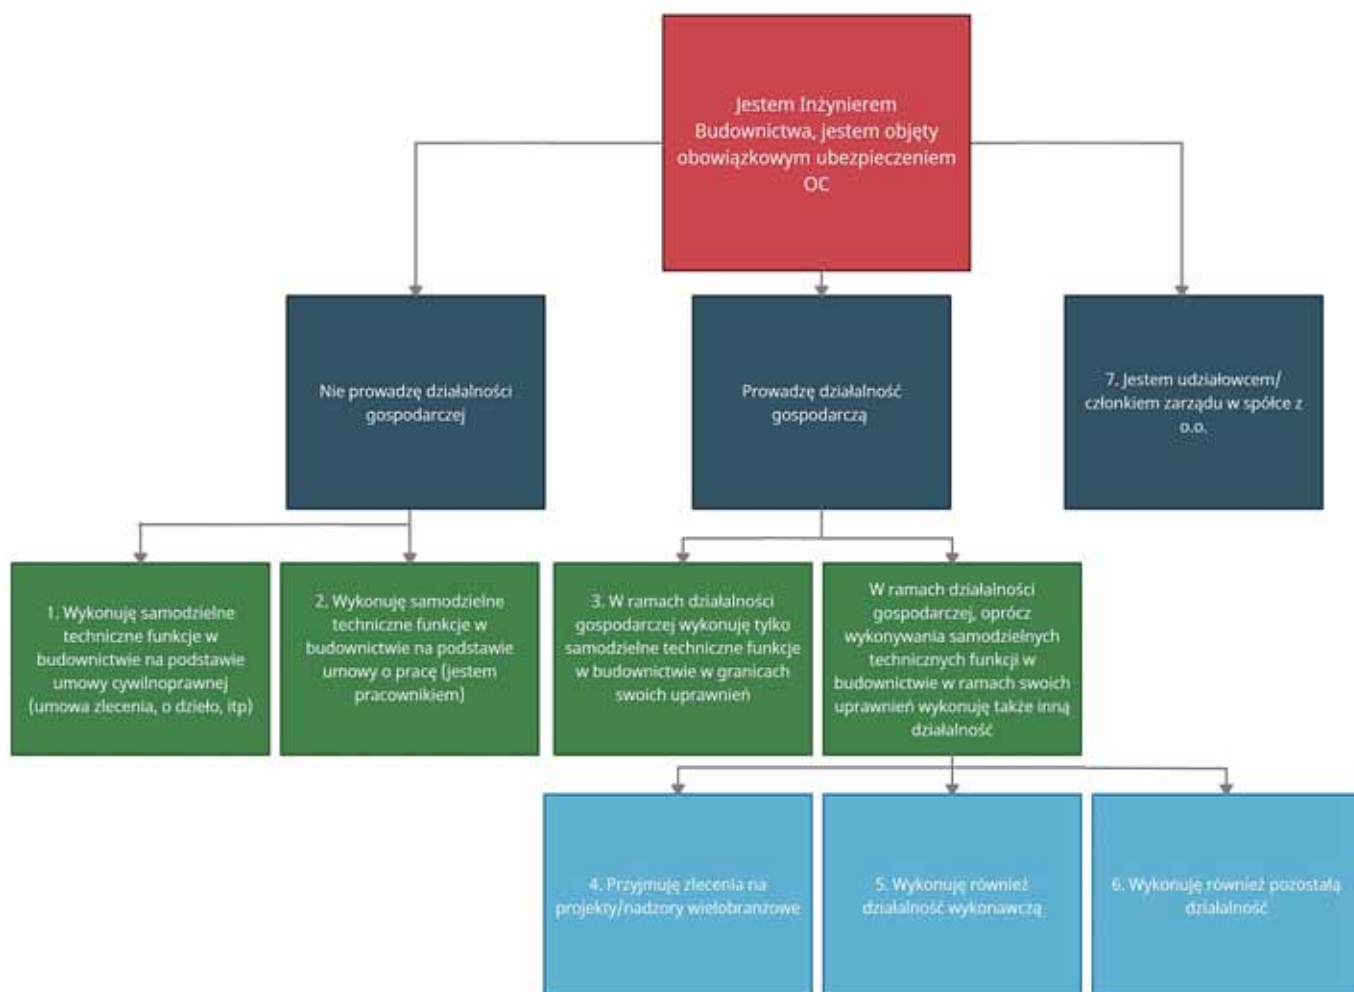 Jestem Inżynierem
Budownictwa, jestem objęty
obowiązkowym ubezpieczeniem
OC
Nie prowadzę działalności
gospodarczej
Prowadzę działalność
gospodarczą
7. Jestem udziałowcem/
członkiem zarządu w spółce z
o.o.
1. Wykonuję samodzielne
techniczne funkcje w
budownictwie na podstawie
umowy cywilnoprawnej
(umowa zlecenia, o dzieło, itp)
2. Wykonuję samodzielne
techniczne funkcje w
budownictwie na podstawie
umowy o pracę (jestem
pracownikiem)
3. W ramach działalności
gospodarczej wykonuję tylko
samodzielne techniczne funkcje
w budownictwie w granicach
swoich uprawnień
W ramach działalności
gospodarczej, oprócz
wykonywania samodzielnych
technicznych funkcji w
budownictwie w ramach swoich
uprawnień wykonuję także inną
działalność
4. Przyjmuję zlecenia na
projekty/nadzory wielobranżowe
5. Wykonuję również
działalność wykonawczą
6. Wykonuję również pozostałą
działalność